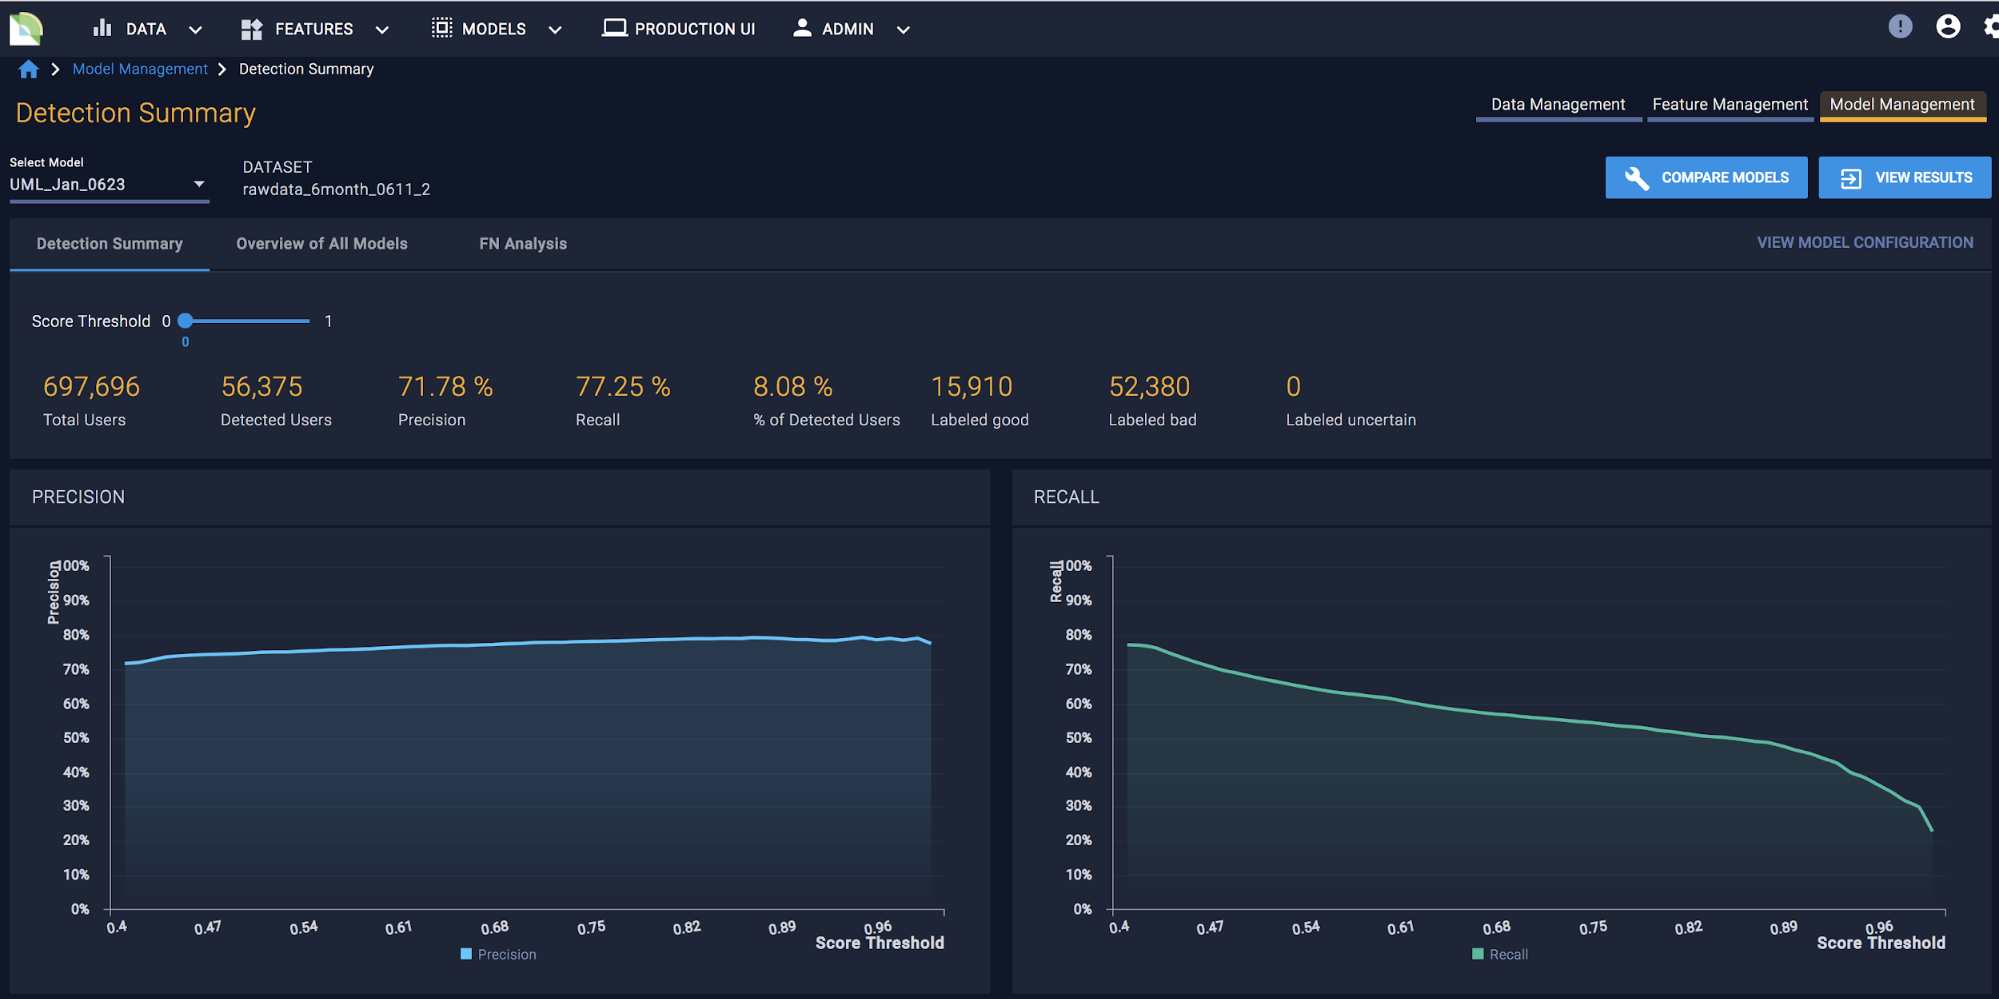 DATA FEATURES MODELS PRODUCTION UI ADMIN
Model Management Detection Summary
Detection Summary
Data Management Feature Management Model Management
Select Model
UML_Jan_0623
DATASET
rawdata_6month_0611_2
COMPARE MODELS VIEW RESULTS
Detection Summary Overview of All Models FN Analysis VIEW MODEL CONFIGURATION
Score Threshold 0 1
0
697,696 56,375 71.78 % 77.25 % 8.08 % 15,910 52,380 0
Total Users Detected Users Precision Recall % of Detected Users Labeled good Labeled bad Labeled uncertain
PRECISION
Precision
100%
90%
80%
70%
60%
50%
40%
30%
20%
10%
0%
0.4 0.47 0.54 0.61 0.68 0.75 0.82 0.89 0.96
Score Threshold
Precision
RECALL
Recall
100%
90%
80%
70%
60%
50%
40%
30%
20%
10%
0%
0.4 0.47 0.54 0.61 0.68 0.75 0.82 0.89 0.96
Score Threshold
Recall